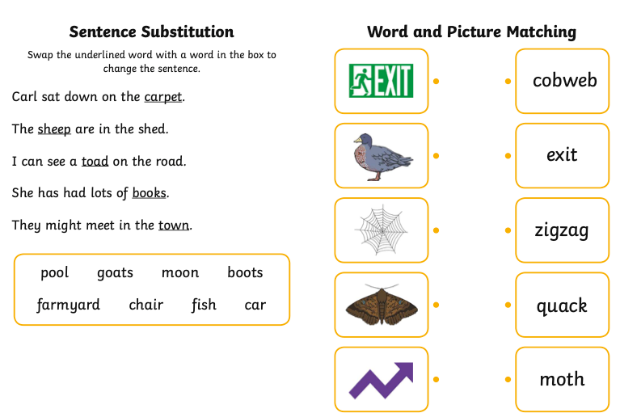 Sentence Substitution
Swap the underlined word with a word in the box to
change the sentence.
Carl sat down on the carpet.
The sheep are in the shed.
I can see a toad on the road.
She has had lots of books.
They might meet in the town.
pool goats moon boots
farmyard chair fish car
Word and Picture Matching
EXIT
cobweb
exit
zigzag
quack
moth